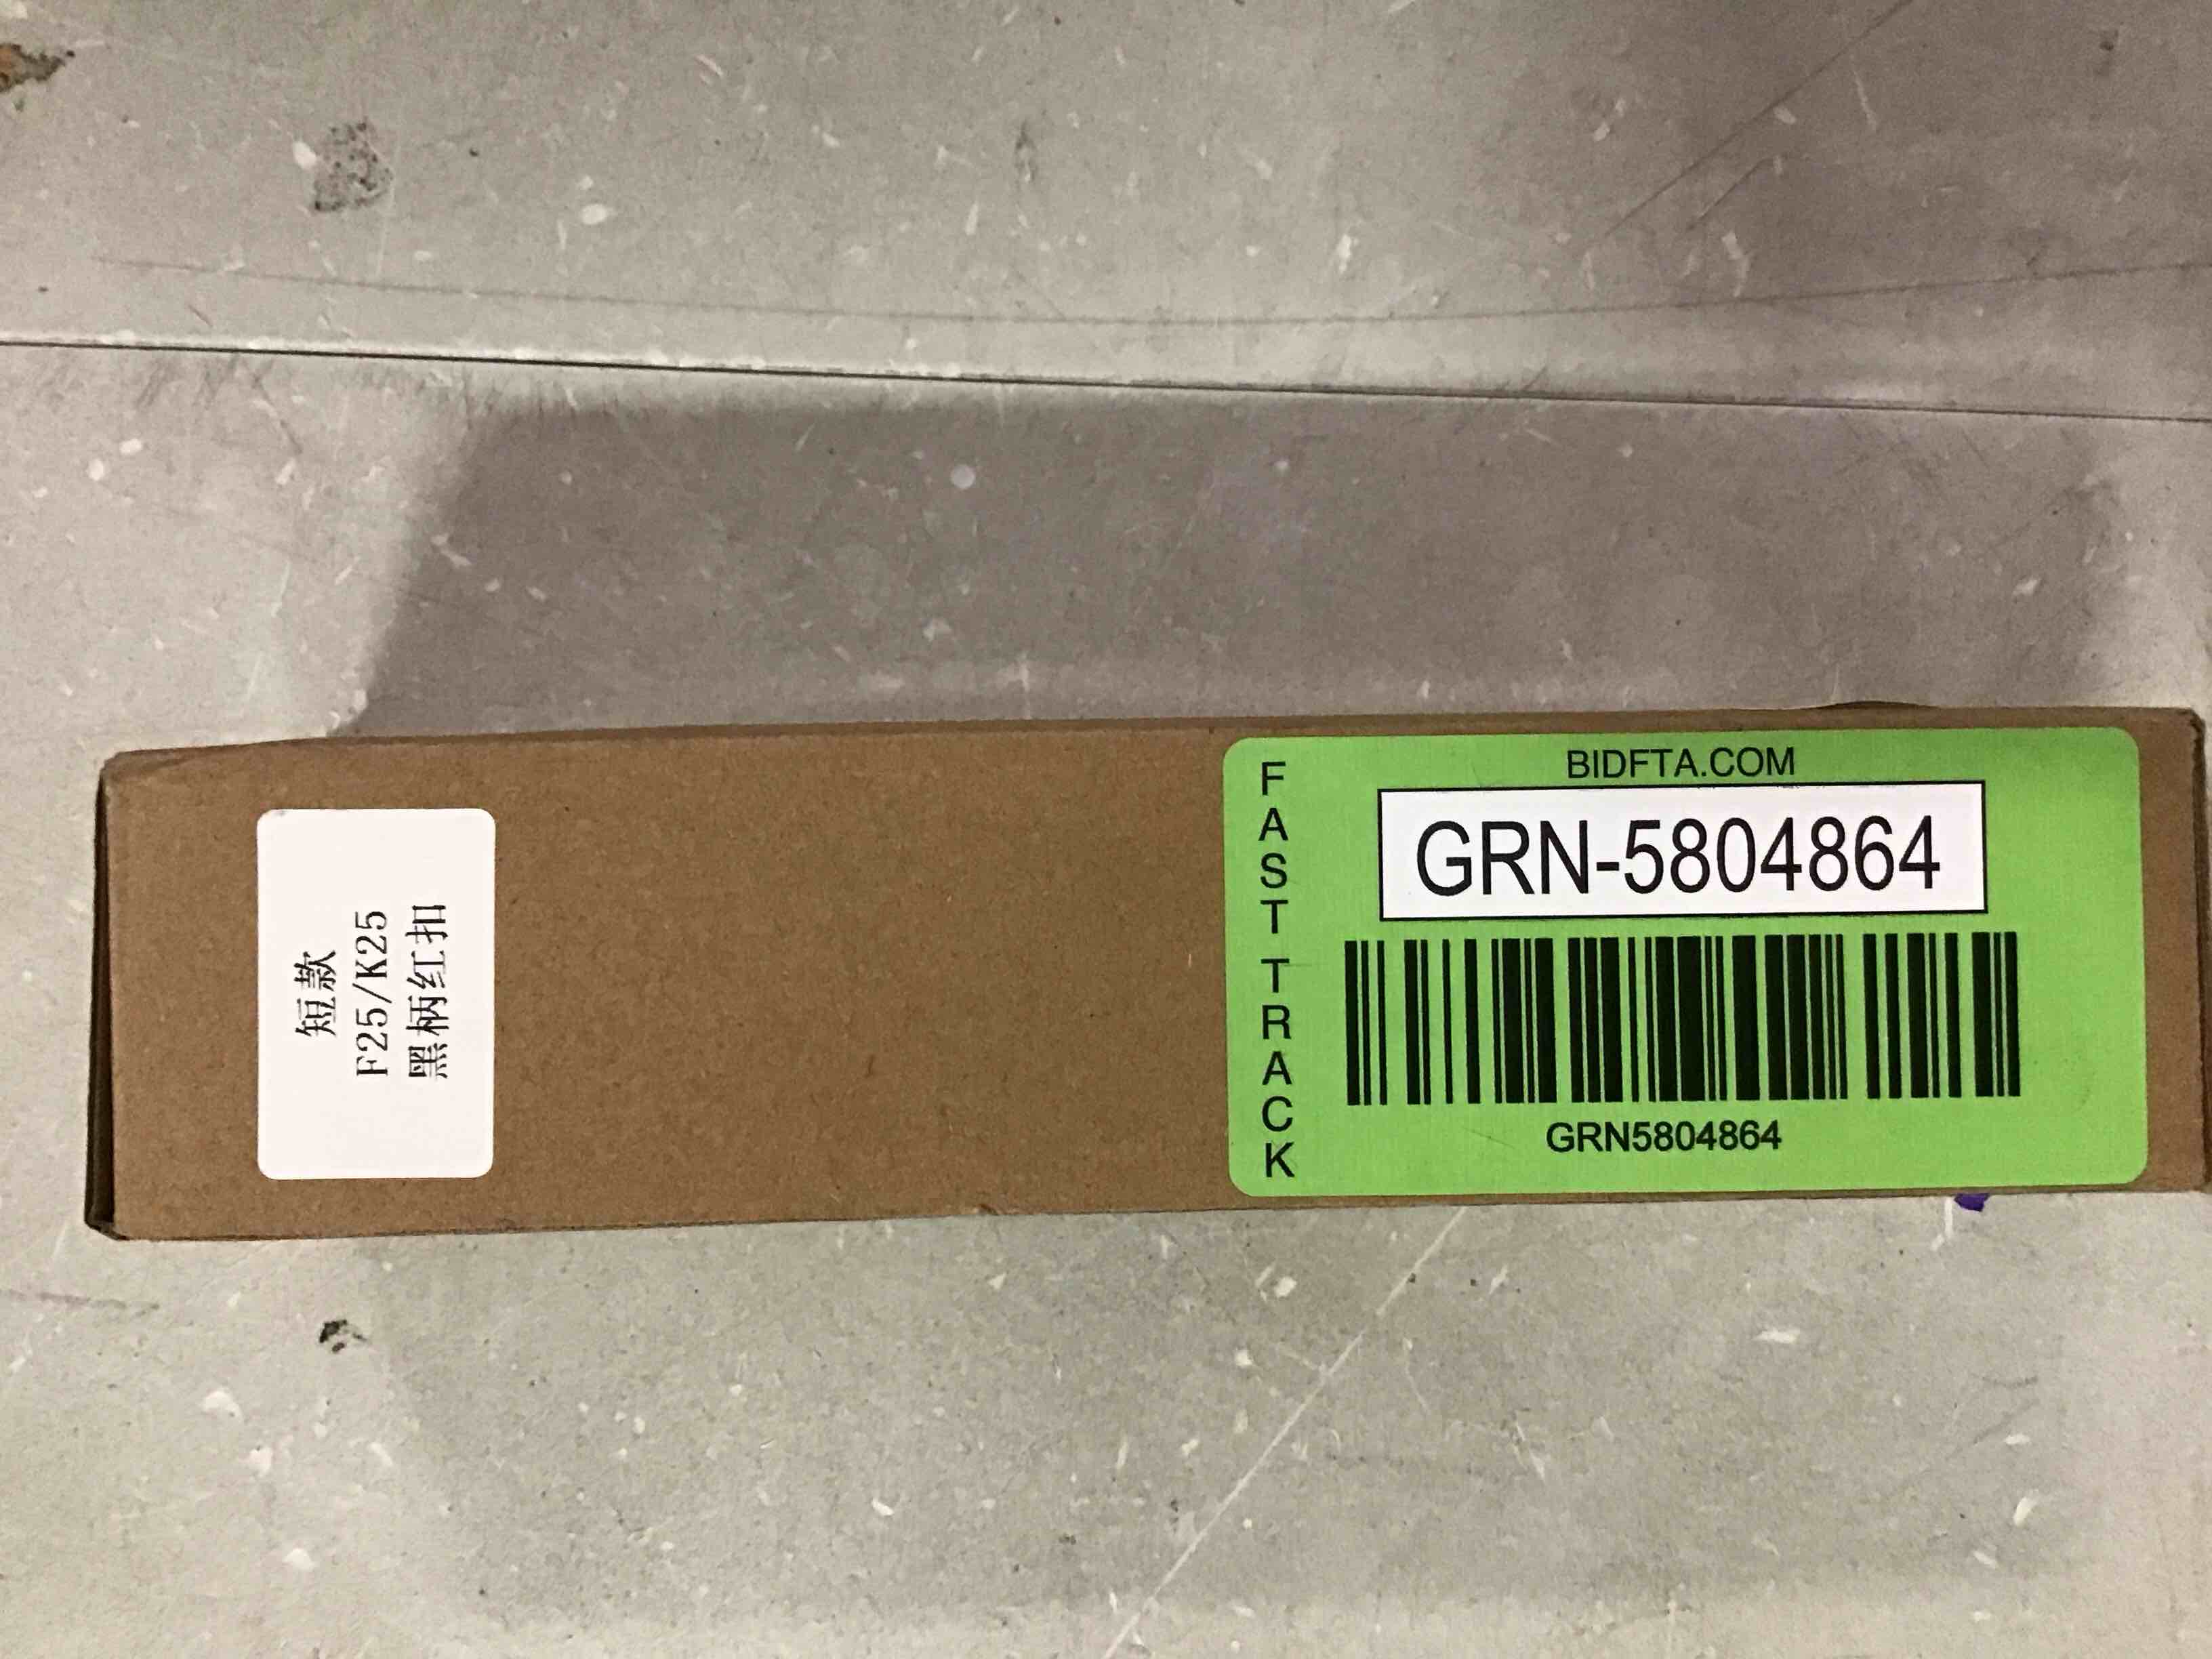 短款
F25/K25
黑柄红扣
FAST TRACK
BIDFTA.COM
GRN-5804864
GRN5804864